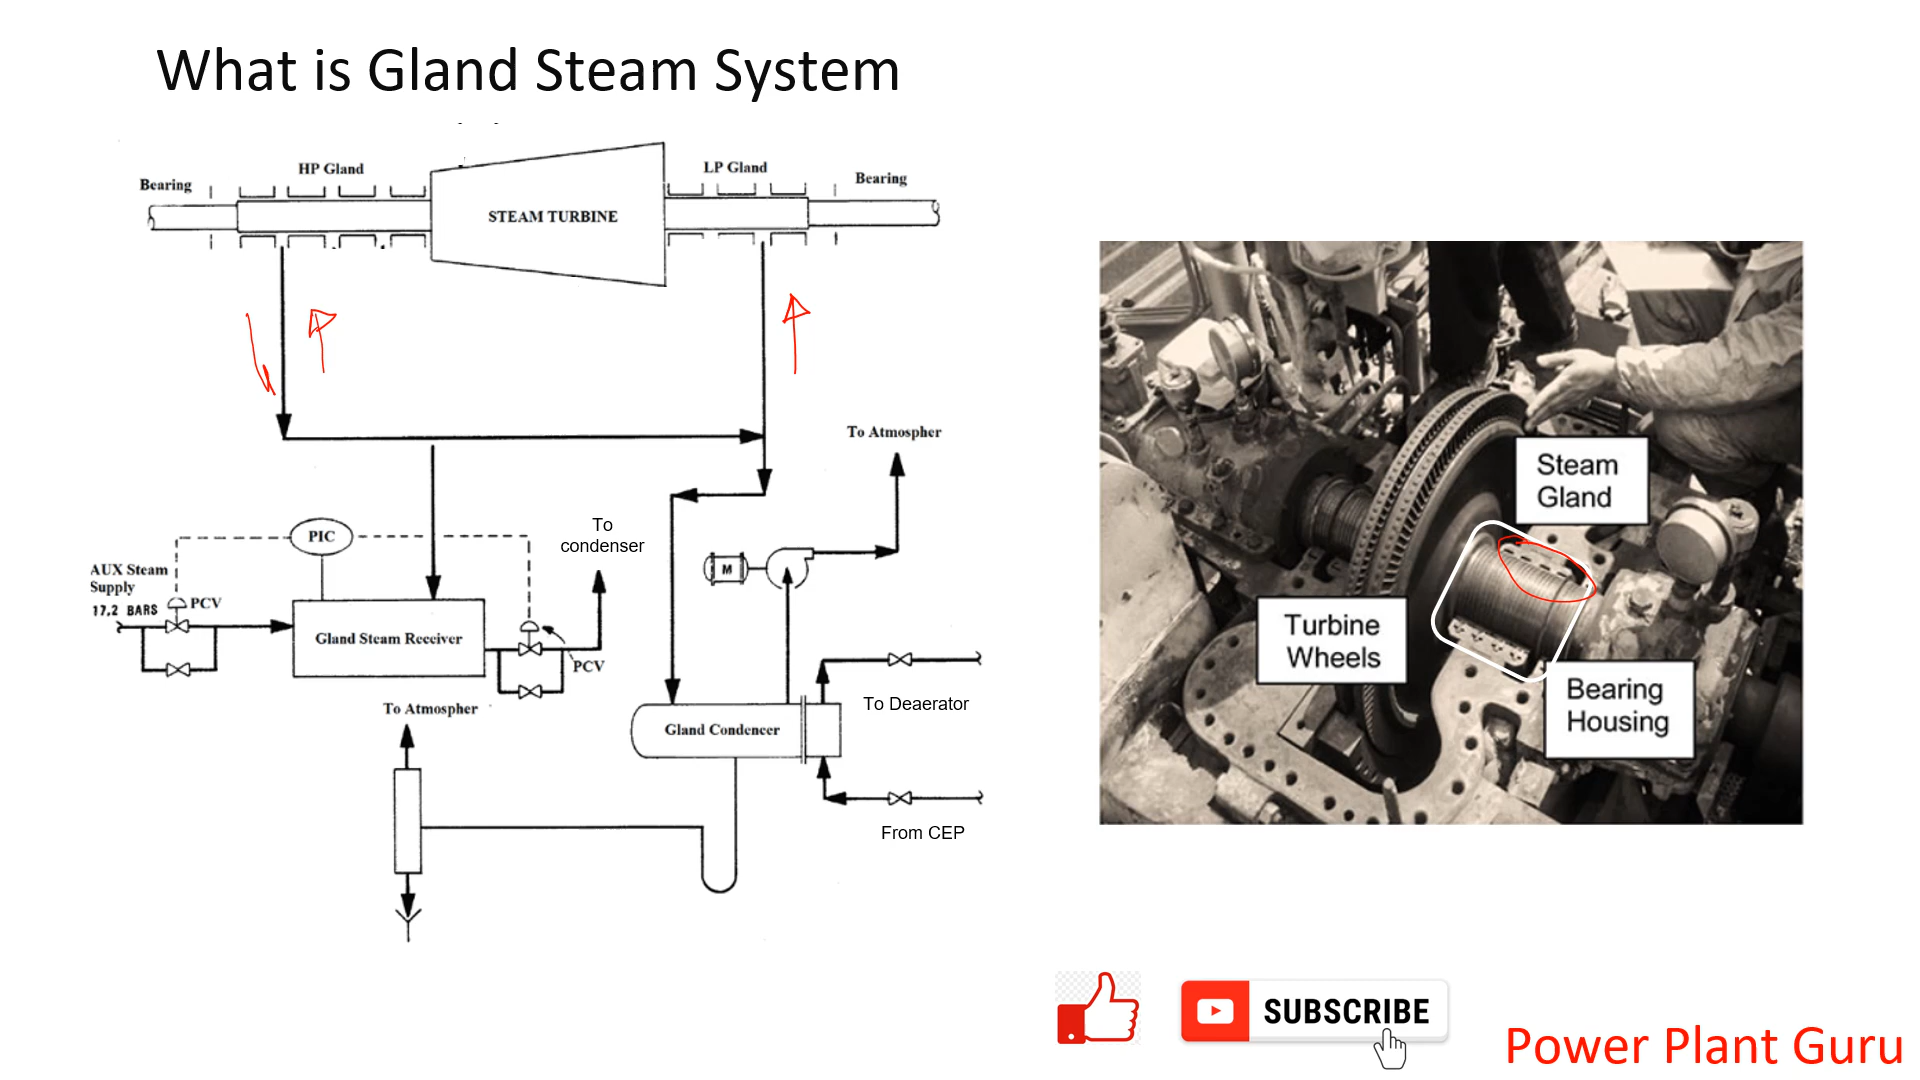 What is Gland Steam System
HP Gland
LP Gland
Bearing
Bearing
STEAM TURBINE
To Atmospher
To
condenser
PIC
M
AUX Steam
Supply
17,2 BARS
PCV
Gland Steam Receiver
PCV
To Atmospher
To Deaerator
Gland Condencer
From CEP
Steam
Gland
Turbine
Wheels
Bearing
Housing
SUBSCRIBE
Power Plant Guru